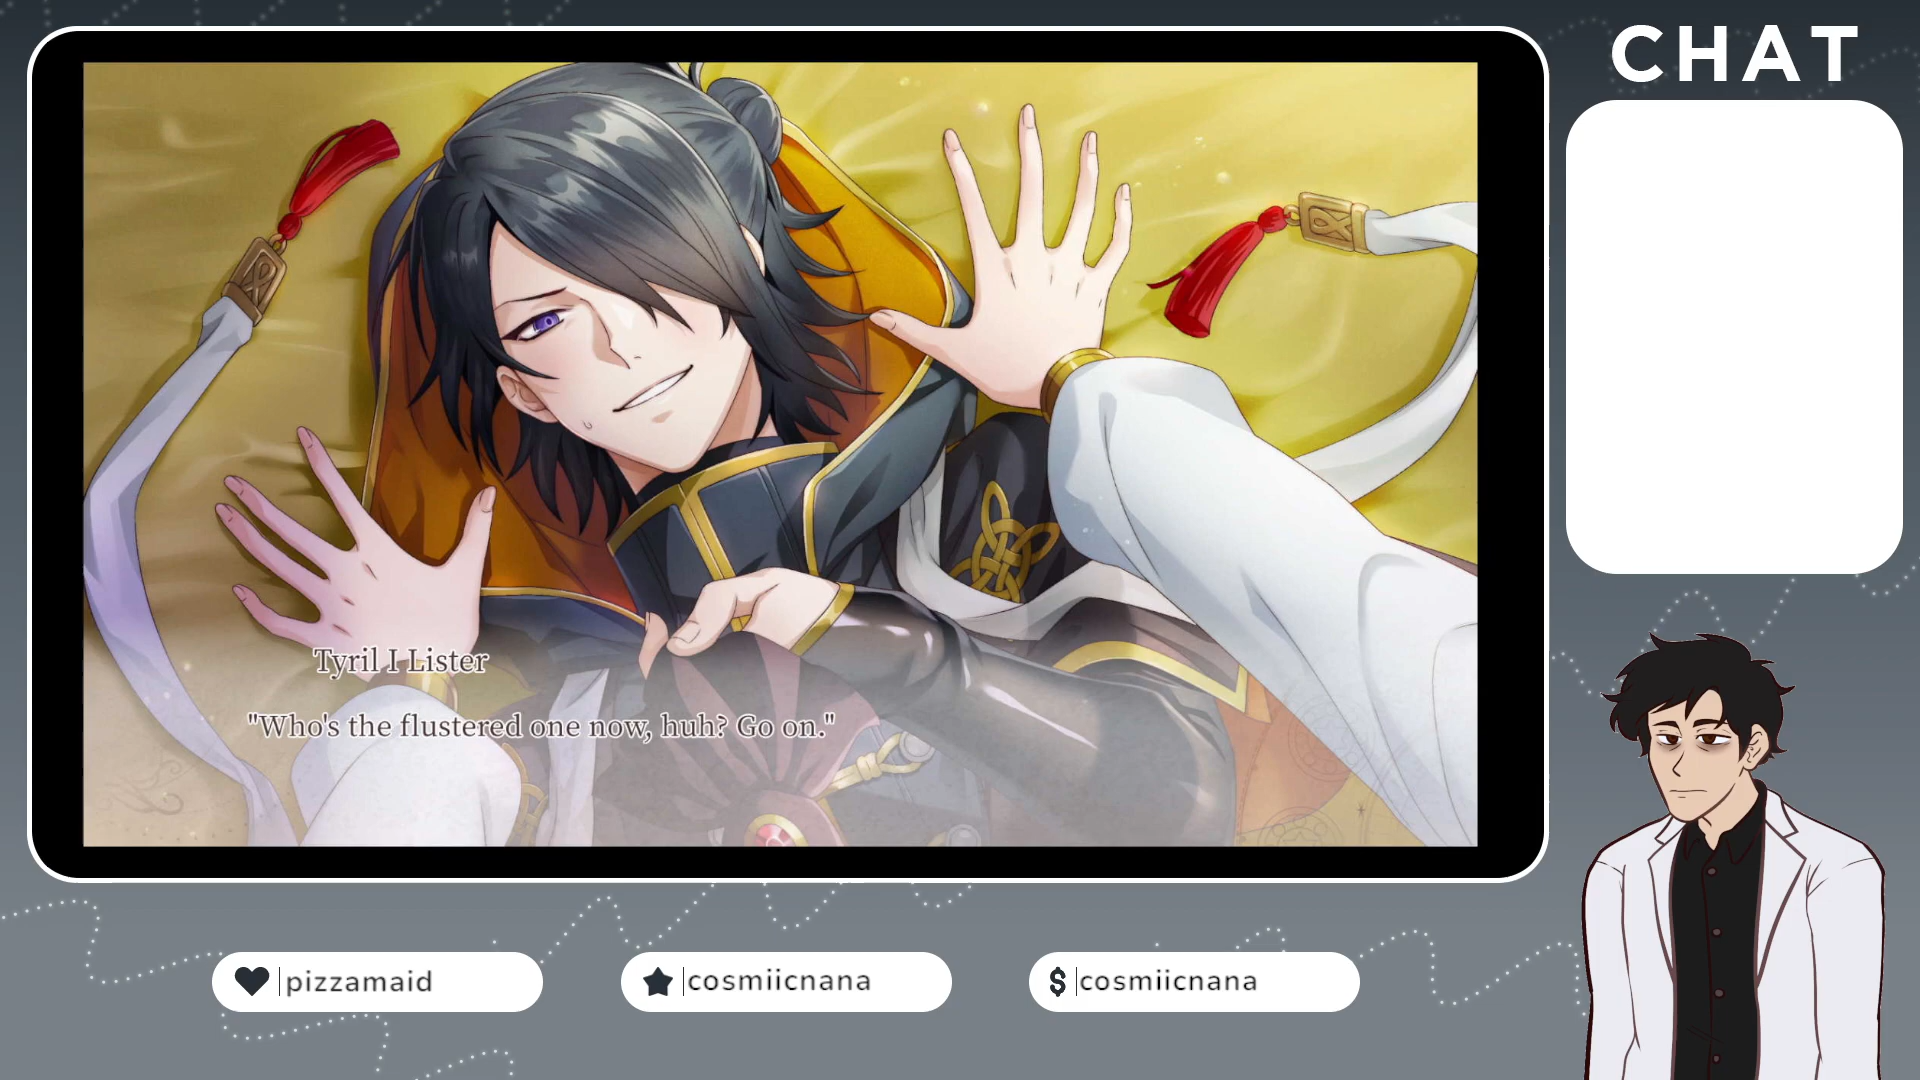 CHAT
Tyril I Lister
"Who's the flustered one now, huh? Go on."
pizzamaid
cosmiicnana
$ cosmiicnana